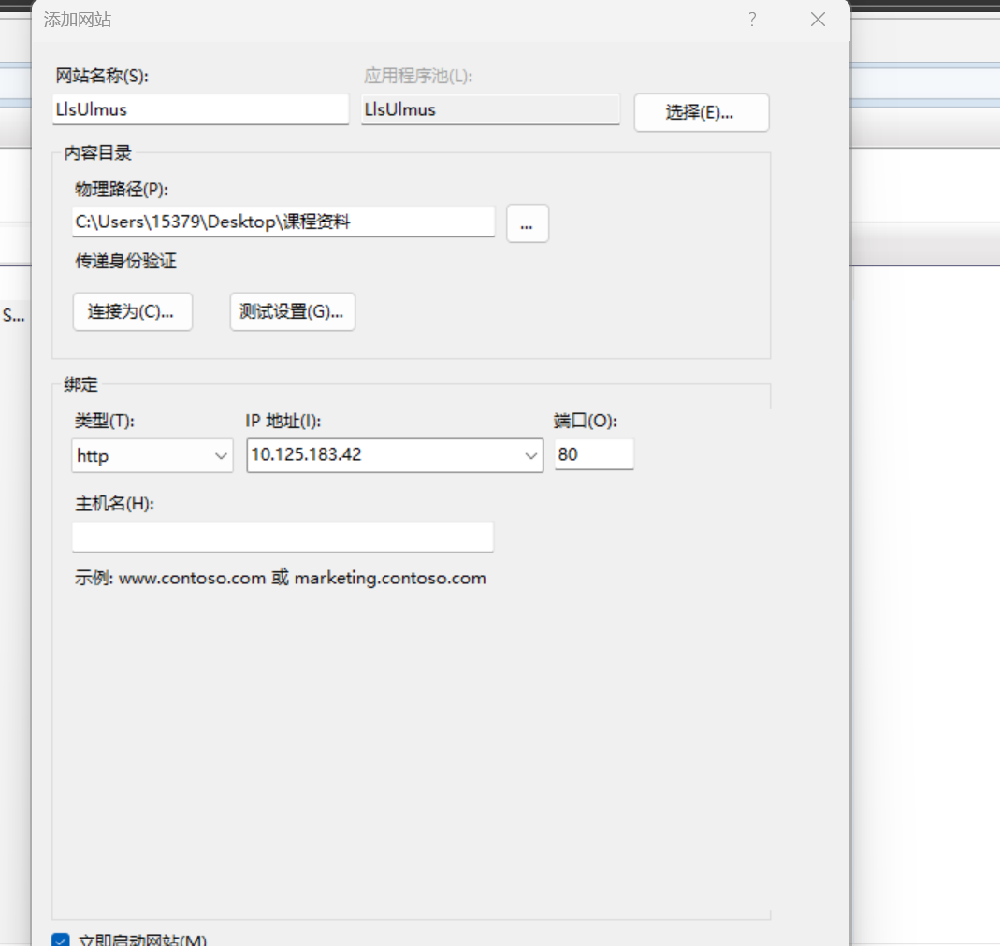 添加网站
?
网站名称(S):
应用程序池(L):
LlsUlmus
LlsUlmus
选择(E)...
内容目录
物理路径(P):
C:\Users\15379\Desktop\课程资料
...
传递身份验证
连接为(C)...
测试设置(G)...
S...
绑定
类型(T):
IP 地址(I):
端口(O):
http
10.125.183.42
80
主机名(H):
示例: www.contoso.com 或 marketing.contoso.com
立即启动网站(M)